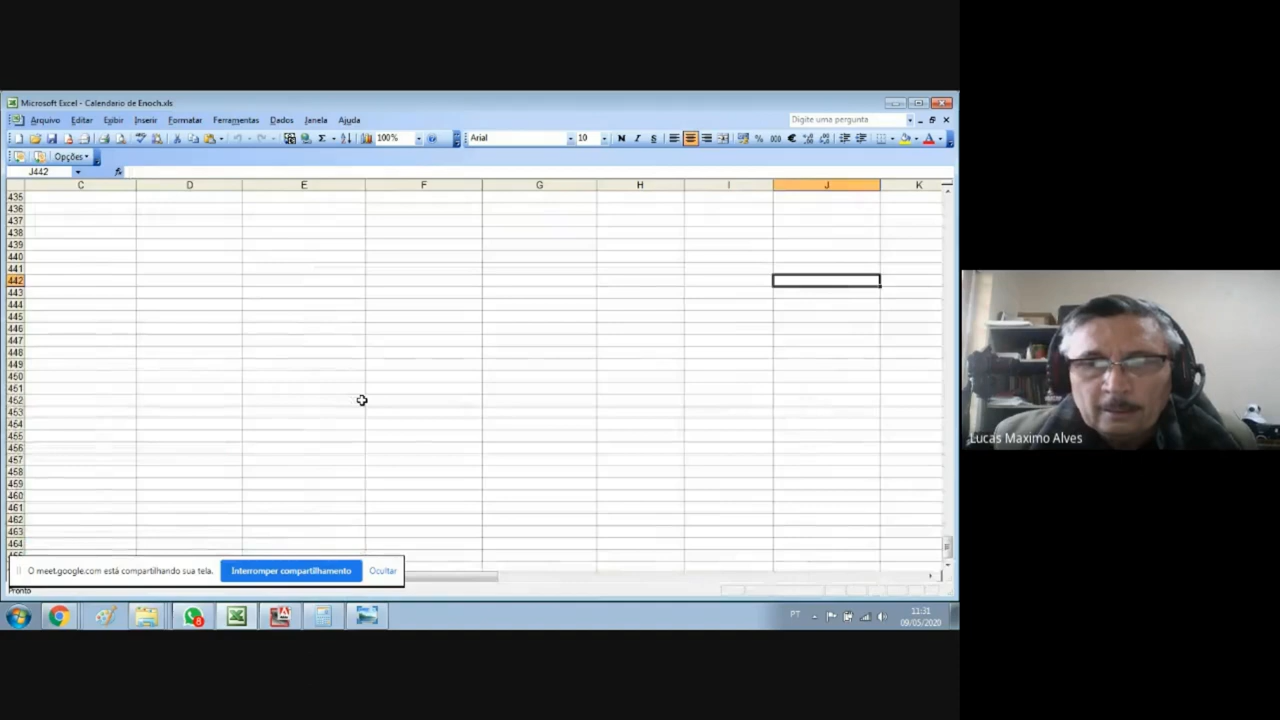 Microsoft Excel - Calendario de Enoch.xls
Arquivo Editar Exibir Inserir Formatar Ferramentas Dados Janela Ajuda
Digite uma pergunta
100%
Arial
10
N I S
% 000 €
Opções
J442
fx
C D E F G H I J K
435
436
437
438
439
440
441
442
443
444
445
446
447
448
449
450
451
452
453
454
455
456
457
458
459
460
461
462
463
464
O meet.google.com está compartilhando sua tela.
Interromper compartilhamento
Ocultar
Pronto
8
PT
11:31
09/05/2020
Lucas Maximo Alves